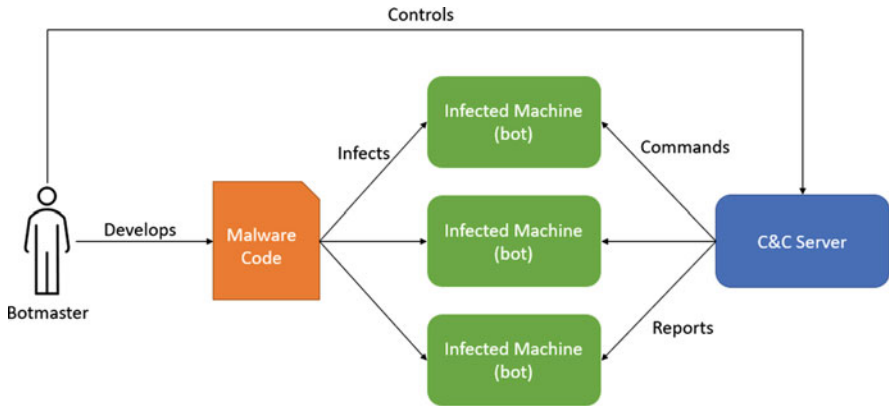 Controls
Infected Machine
(bot)
Infects
Commands
Develops
Malware
Code
Infected Machine
(bot)
C&C Server
Botmaster
Infected Machine
(bot)
Reports